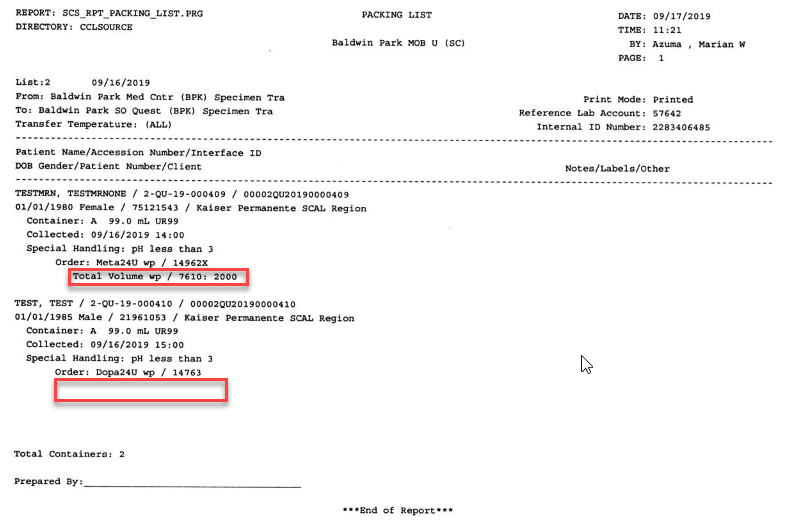 REPORT: SCS_RPT_PACKING_LIST.PRG PACKING LIST DATE: 09/17/2019
DIRECTORY: CCLSOURCE TIME: 11:21
Baldwin Park MOB U (SC) BY: Azuma , Marian W
PAGE: 1
List:2 09/16/2019
From: Baldwin Park Med Cntr (BPK) Specimen Tra Print Mode: Printed
To: Baldwin Park SO Quest (BPK) Specimen Tra Reference Lab Account: 57642
Transfer Temperature: (ALL) Internal ID Number: 2283406485
Patient Name/Accession Number/Interface ID
DOB Gender/Patient Number/Client Notes/Labels/Other
TESTMRN, TESTMRNONE / 2-QU-19-000409 / 00002QU20190000409
01/01/1980 Female / 75121543 / Kaiser Permanente SCAL Region
Container: A 99.0 mL UR99
Collected: 09/16/2019 14:00
Special Handling: pH less than 3
Order: Meta24U wp / 14962X
Total Volume wp / 7610: 2000
TEST, TEST / 2-QU-19-000410 / 00002QU20190000410
01/01/1985 Male / 21961053 / Kaiser Permanente SCAL Region
Container: A 99.0 mL UR99
Collected: 09/16/2019 15:00
Special Handling: pH less than 3
Order: Dopa24U wp / 14763
Total Containers: 2
Prepared By:___________________________________
***End of Report***